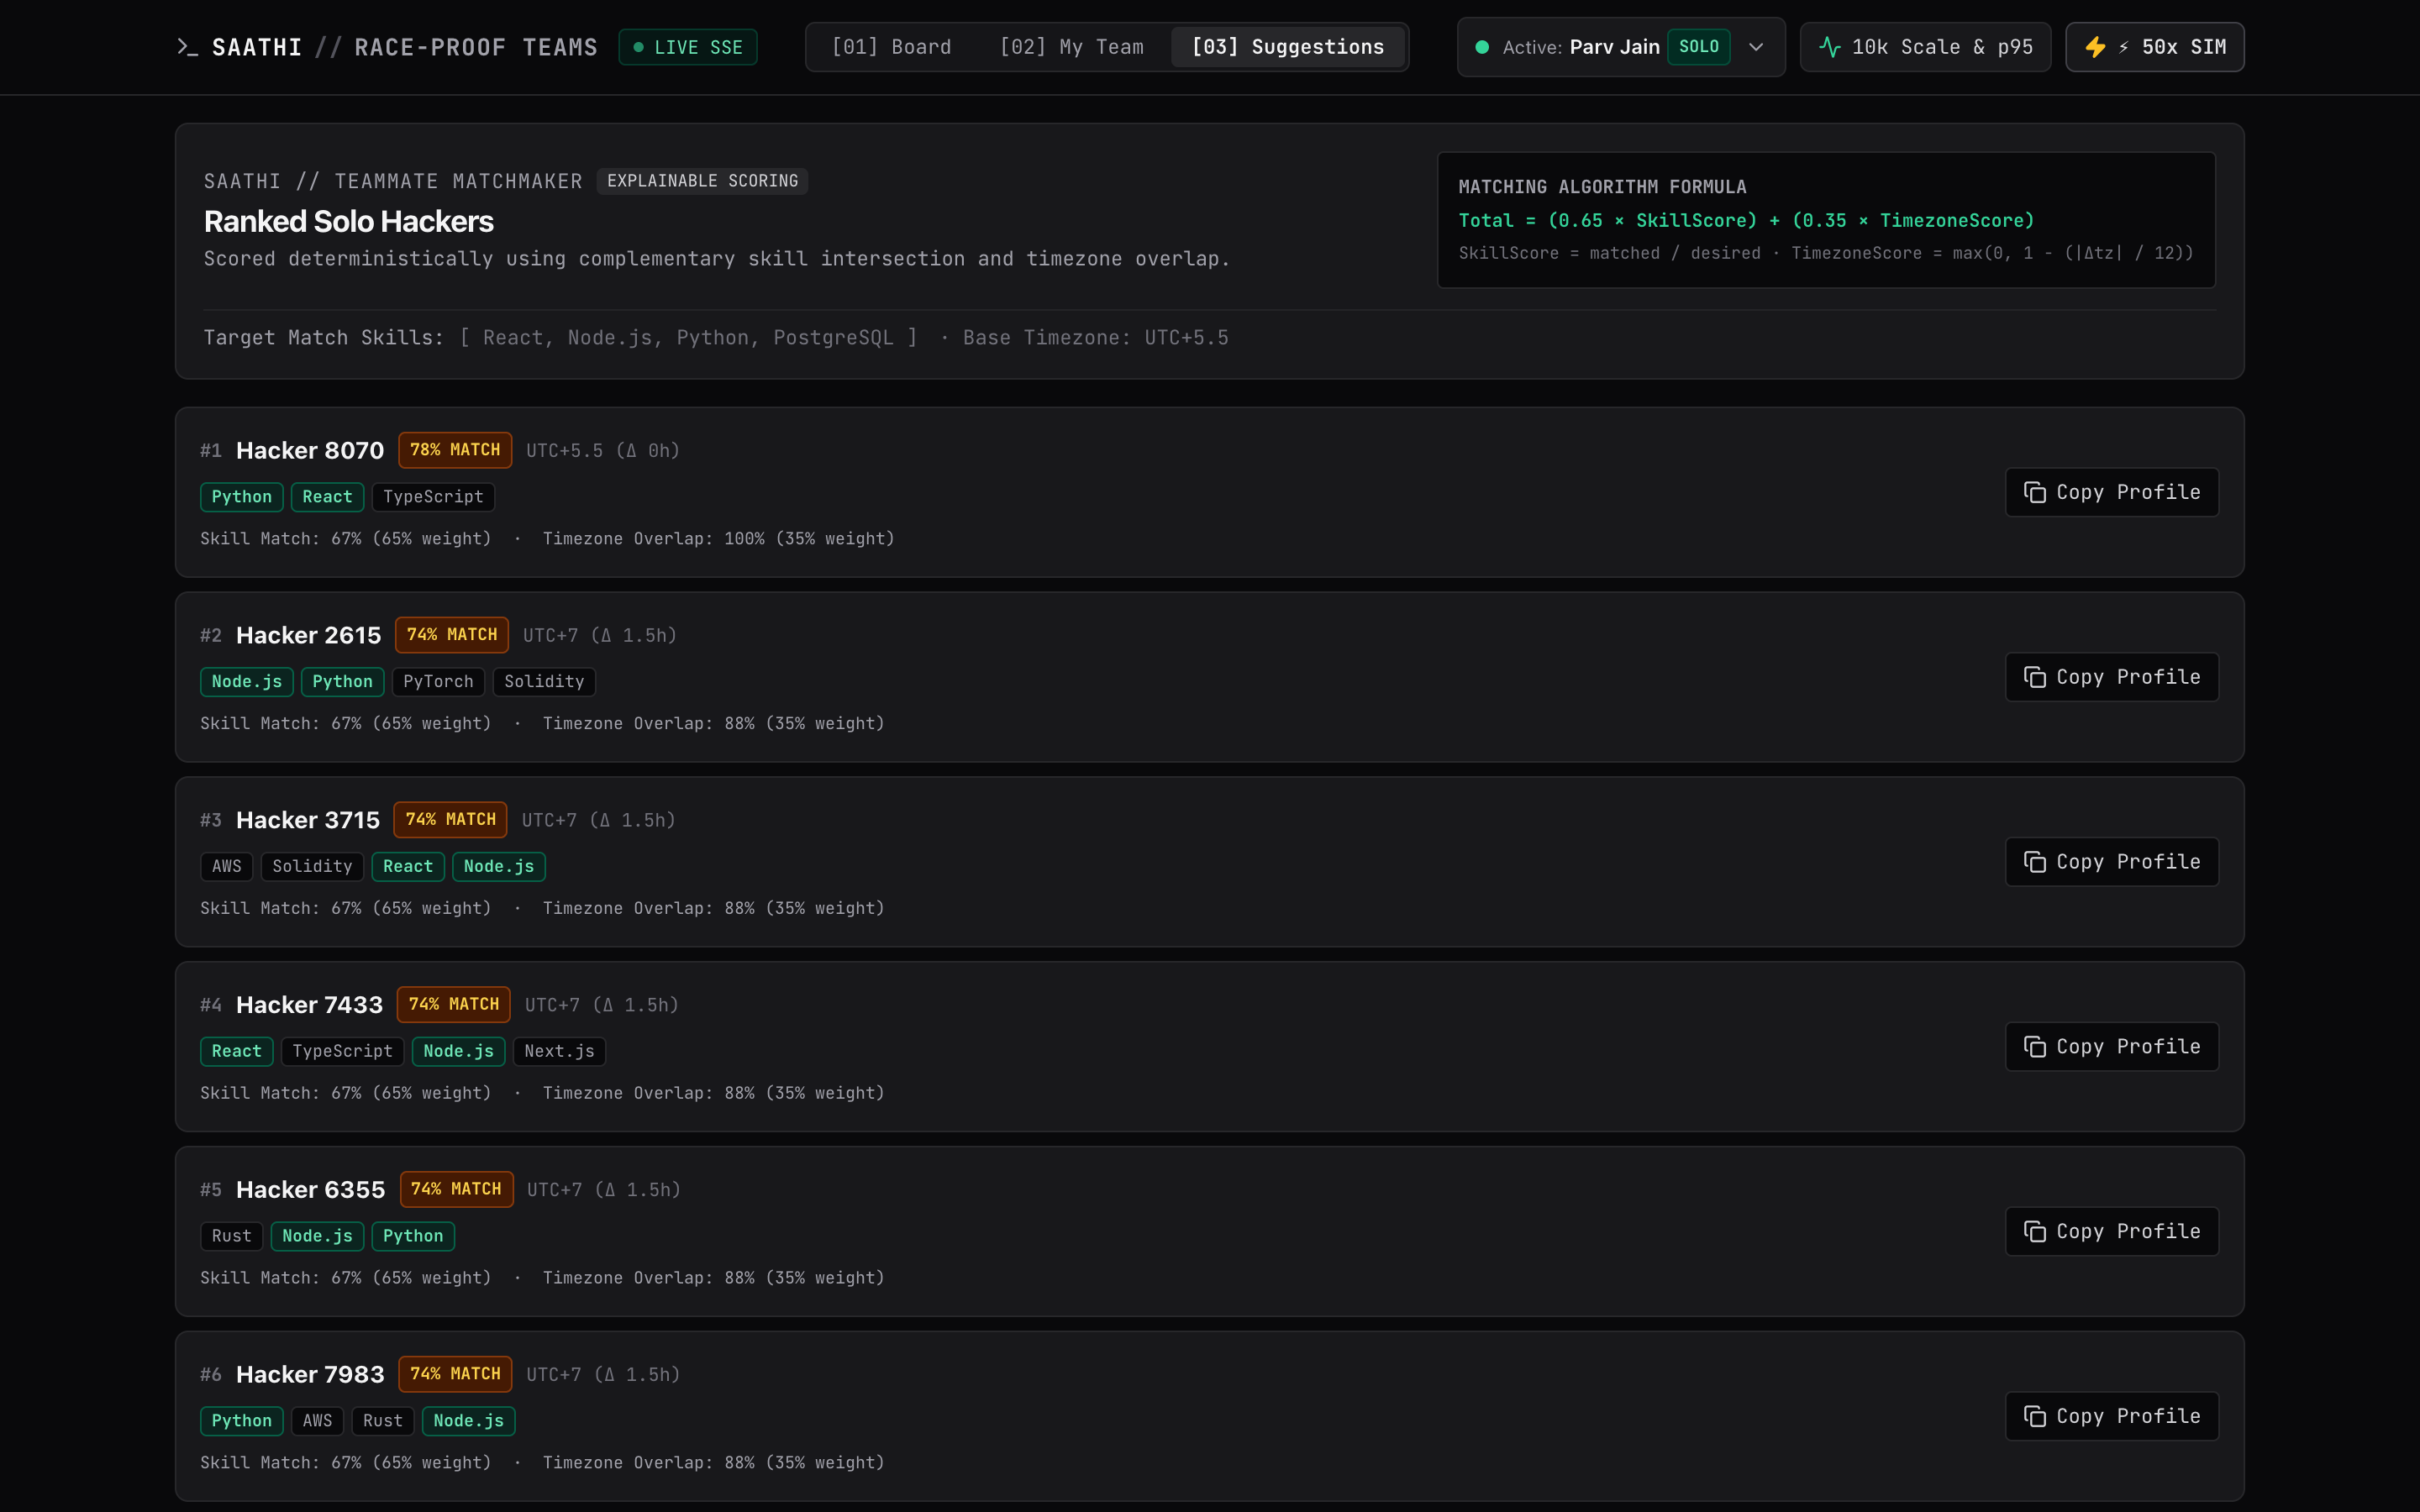 SAATHI // RACE-PROOF TEAMS LIVE SSE [01] Board [02] My Team [03] Suggestions Active: Parv Jain SOLO 10k Scale & p95 ⚡ 50x SIM
SAATHI // TEAMMATE MATCHMAKER EXPLAINABLE SCORING
Ranked Solo Hackers
Scored deterministically using complementary skill intersection and timezone overlap.
MATCHING ALGORITHM FORMULA
Total = (0.65 × SkillScore) + (0.35 × TimezoneScore)
SkillScore = matched / desired · TimezoneScore = max(0, 1 - (|Δtz| / 12))
Target Match Skills: [ React, Node.js, Python, PostgreSQL ] · Base Timezone: UTC+5.5
#1 Hacker 8070 78% MATCH UTC+5.5 (Δ 0h)
Python React TypeScript
Skill Match: 67% (65% weight) · Timezone Overlap: 100% (35% weight)
Copy Profile
#2 Hacker 2615 74% MATCH UTC+7 (Δ 1.5h)
Node.js Python PyTorch Solidity
Skill Match: 67% (65% weight) · Timezone Overlap: 88% (35% weight)
Copy Profile
#3 Hacker 3715 74% MATCH UTC+7 (Δ 1.5h)
AWS Solidity React Node.js
Skill Match: 67% (65% weight) · Timezone Overlap: 88% (35% weight)
Copy Profile
#4 Hacker 7433 74% MATCH UTC+7 (Δ 1.5h)
React TypeScript Node.js Next.js
Skill Match: 67% (65% weight) · Timezone Overlap: 88% (35% weight)
Copy Profile
#5 Hacker 6355 74% MATCH UTC+7 (Δ 1.5h)
Rust Node.js Python
Skill Match: 67% (65% weight) · Timezone Overlap: 88% (35% weight)
Copy Profile
#6 Hacker 7983 74% MATCH UTC+7 (Δ 1.5h)
Python AWS Rust Node.js
Skill Match: 67% (65% weight) · Timezone Overlap: 88% (35% weight)
Copy Profile